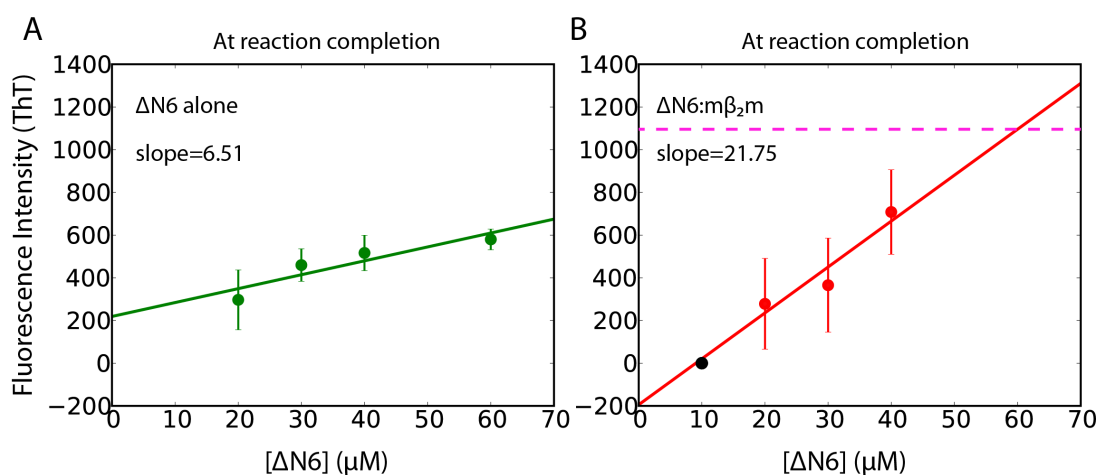 A
At reaction completion
Fluorescence Intensity (ThT)
1400
1200
1000
800
600
400
200
0
−200
ΔN6 alone
slope=6.51
0 10 20 30 40 50 60 70
[ΔN6] (μM)
B
At reaction completion
1400
1200
1000
800
600
400
200
0
−200
ΔN6:mβ₂m
slope=21.75
0 10 20 30 40 50 60 70
[ΔN6] (μM)